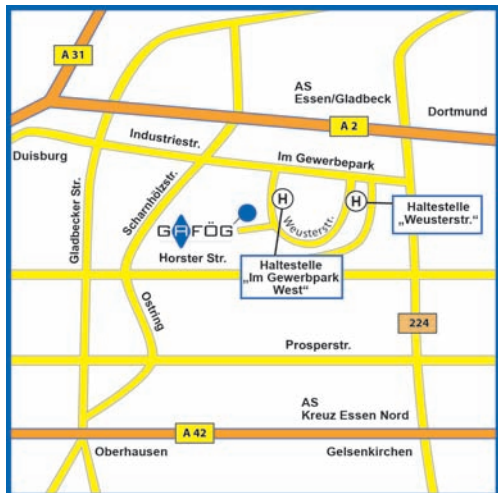 A 31
AS
Essen/Gladbeck
Dortmund
A 2
Industriestr.
Im Gewerbepark
Duisburg
Gladbecker Str.
Scharnhölzstr.
H
H
Haltestelle
„Weusterstr.“
Weusterstr.
GAFÖG
Horster Str.
Haltestelle
„Im Gewerbpark
West“
Ostring
224
Prosperstr.
AS
Kreuz Essen Nord
A 42
Oberhausen
Gelsenkirchen